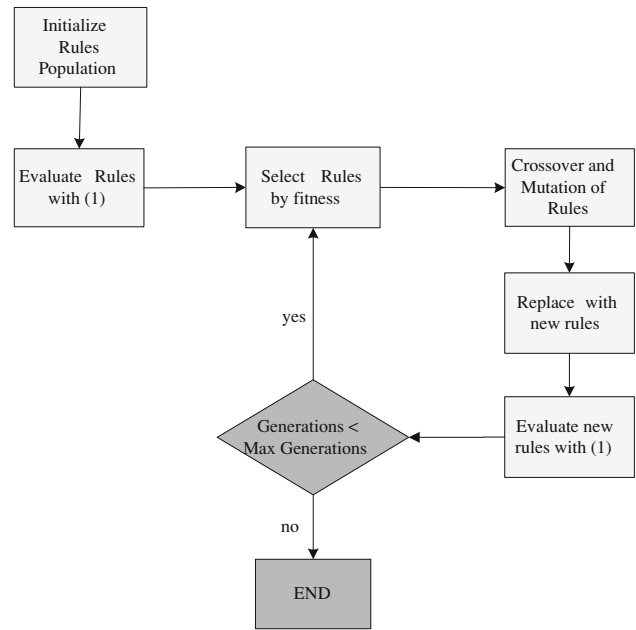 Initialize
Rules
Population
Evaluate Rules
with (1)
Select Rules
by fitness
Crossover and
Mutation of
Rules
Replace with
new rules
Evaluate new
rules with (1)
Generations <
Max Generations
yes
no
END